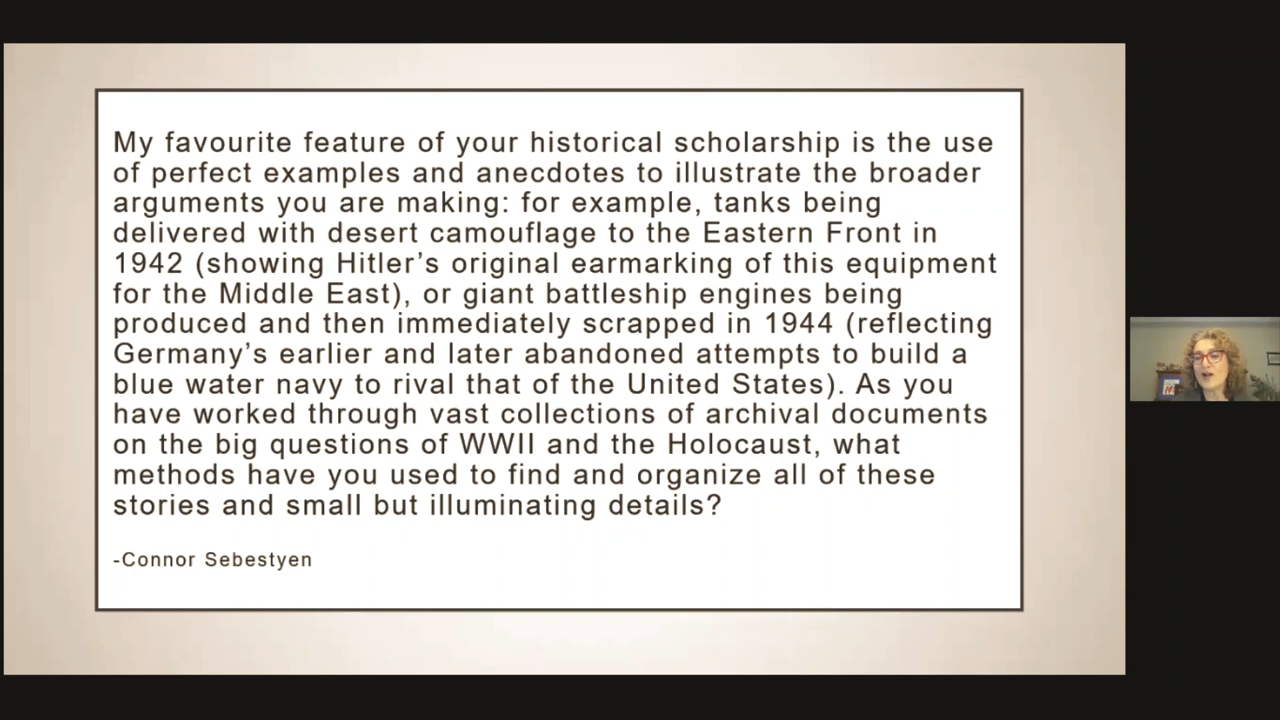 My favourite feature of your historical scholarship is the use
of perfect examples and anecdotes to illustrate the broader
arguments you are making: for example, tanks being
delivered with desert camouflage to the Eastern Front in
1942 (showing Hitler’s original earmarking of this equipment
for the Middle East), or giant battleship engines being
produced and then immediately scrapped in 1944 (reflecting
Germany’s earlier and later abandoned attempts to build a
blue water navy to rival that of the United States). As you
have worked through vast collections of archival documents
on the big questions of WWII and the Holocaust, what
methods have you used to find and organize all of these
stories and small but illuminating details?
-Connor Sebestyen